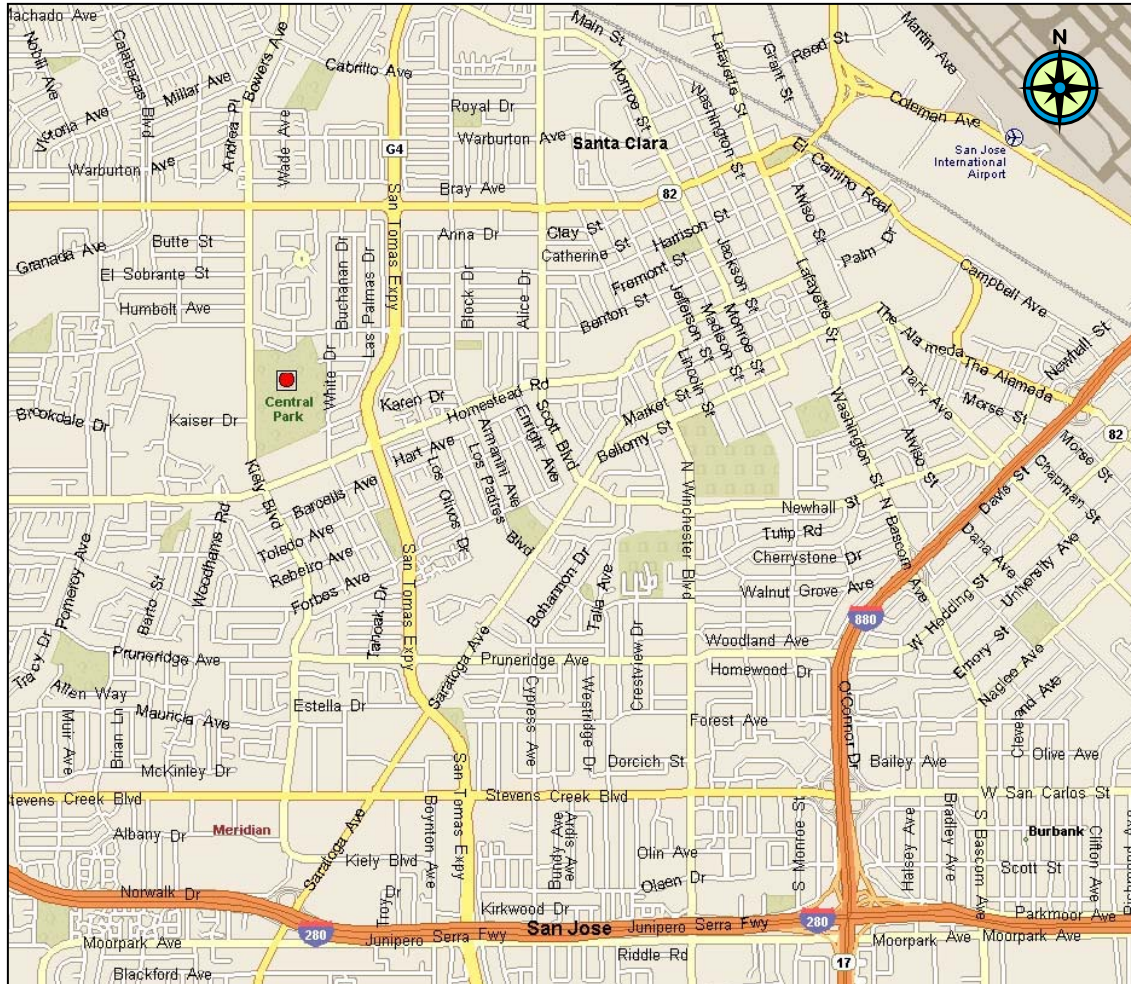 Machado Ave
Nobili Ave
Calabazas Blvd
Millar Ave
Bowers Ave
Cabrillo Ave
Main St
Lafayette St
Grant St
Reed St
Martin Ave
N
Victoria Ave
Andrea Pl
Wade Ave
Royal Dr
Monroe St
Washington St
Coleman Ave
Warburton Ave
G4
Warburton Ave
Santa Clara
San Jose
International
Airport
Bray Ave
82
El Camino Real
San Tomas Expy
Alviso St
Granada Ave
Butte St
Anna Dr
Clay St
Harrison St
Palm Dr
El Sobrante St
Catherine St
Fremont St
Jackson St
Lafayette St
Campbell Ave
Humbolt Ave
Buchanan Dr
Las Palmas Dr
Block Dr
Alice Dr
Benton St
Jefferson St
Madison St
Monroe St
The Alameda
The Alameda
Newhall St
White Dr
Lincoln St
Central
Park
Karen Dr
Homestead Rd
Market St
Park Ave
Morse St
82
Brookdale Dr
Kaiser Dr
Hart Ave
Armanini Ave
Enright Ave
Scott Blvd
Bellomy St
Washington St
Alviso St
Morse St
Kiely Blvd
Barcells Ave
Los Olivos Dr
Los Padres Blvd
N Winchester Blvd
Newhall St
N Bascom Ave
Davis St
Chapman St
Pomeroy Ave
Woodhams Rd
Toledo Ave
Tulip Rd
Dana Ave
Rebeiro Ave
San Tomas Expy
Bohannon Dr
Cherrystone Dr
University Ave
Barto St
Forbes Ave
Talia Ave
Walnut Grove Ave
W Hedding St
Tracy Dr
Tanoak Dr
880
Woodland Ave
Pruneridge Ave
Saratoga Ave
Pruneridge Ave
Crestview Dr
Homewood Dr
Emory St
Naglee Ave
Allen Way
Estella Dr
Cypress Ave
Westridge Dr
O'Connor Dr
Mauricia Ave
Forest Ave
Muir Ave
Brian Ln
McKinley Dr
San Tomas Expy
Dorcich St
Bailey Ave
Olive Ave
Stevens Creek Blvd
Stevens Creek Blvd
W San Carlos St
Albany Dr
Meridian
Boynton Ave
Bundy Ave
Ardis Ave
S Monroe St
Halsey Ave
Bradley Ave
S Bascom Ave
Burbank
Clifton Ave
Saratoga Ave
Kiely Blvd
Olin Ave
Scott St
Norwalk Dr
Troy Dr
Olsen Dr
Kirkwood Dr
280
Junipero Serra Fwy
San Jose
Junipero Serra Fwy
280
Parkmoor Ave
Moorpark Ave
Moorpark Ave
Moorpark Ave
Blackford Ave
Riddle Rd
17